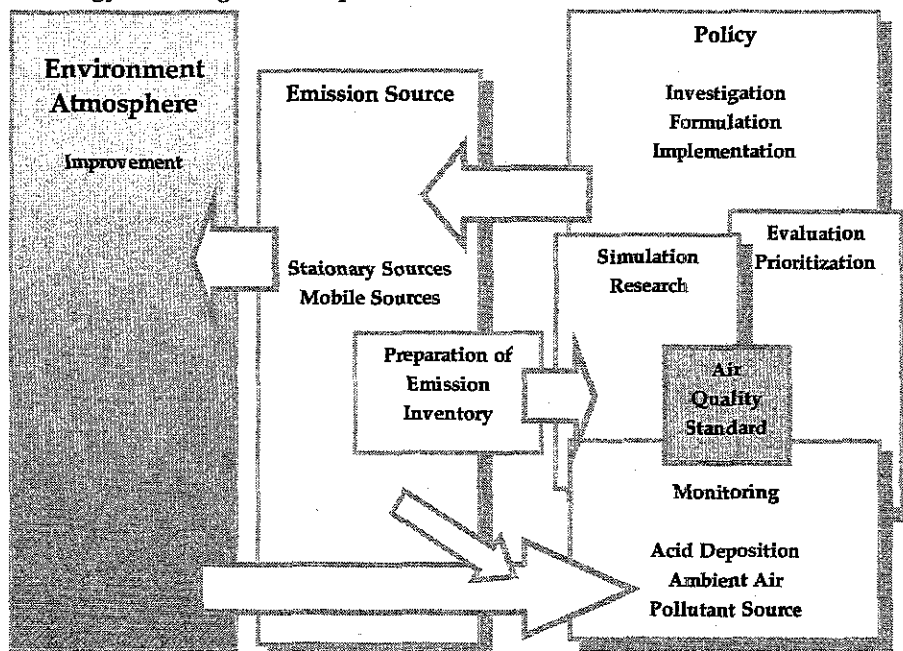 Environment
Atmosphere
Improvement
Emission Source
Staionary Sources
Mobile Sources
Preparation of
Emission
Inventory
Policy
Investigation
Formulation
Implementation
Simulation
Research
Evaluation
Prioritization
Air
Quality
Standard
Monitoring
Acid Deposition
Ambient Air
Pollutant Source